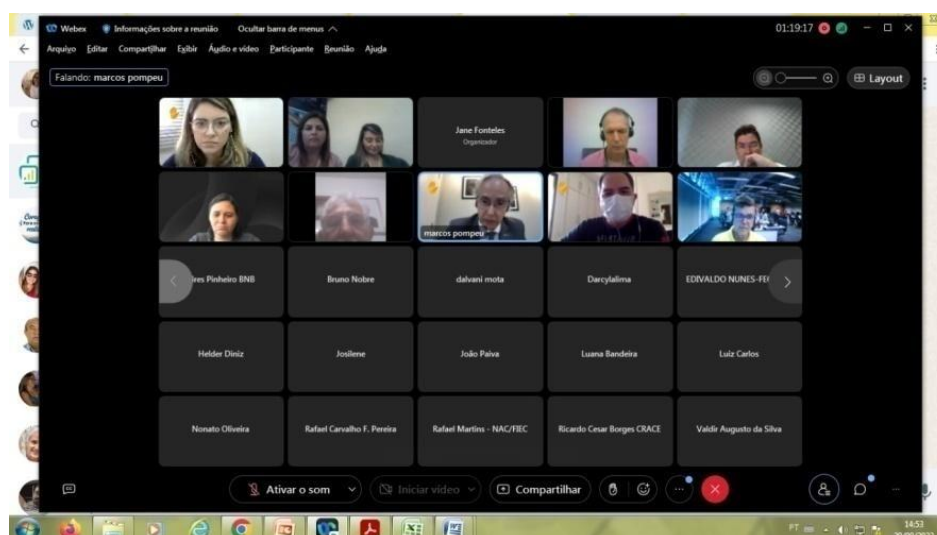 Webex Informações sobre a reunião Ocultar barra de menus 01:19:17
Arquivo Editar Compartilhar Exibir Áudio e vídeo Participante Reunião Ajuda
Falando: marcos pompeu
Layout
Jane Fonteles
Organizador
marcos pompeu
res Pinheiro BNB
Bruno Nobre
dalvani mota
Darcylalima
EDIVALDO NUNES-FE
Helder Diniz
Josilene
João Paiva
Luana Bandeira
Luiz Carlos
Nonato Oliveira
Rafael Carvalho F. Pereira
Rafael Martins - NAC/FIEC
Ricardo Cesar Borges CRACE
Valdir Augusto da Silva
Ativar o som Iniciar vídeo Compartilhar
PT 14:53